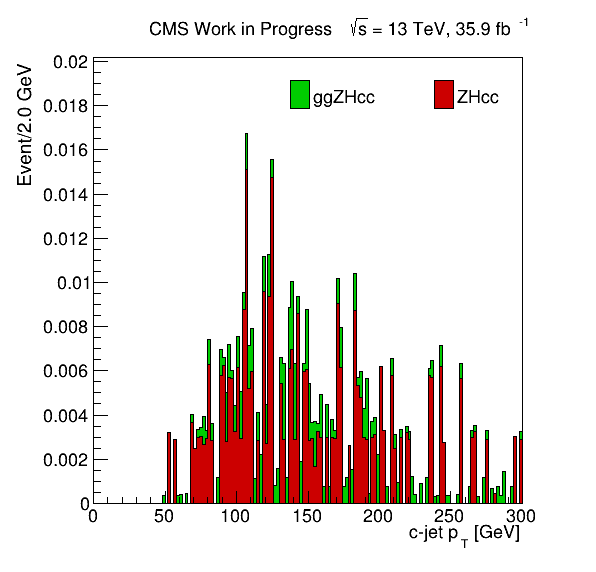 CMS Work in Progress √s = 13 TeV, 35.9 fb⁻¹
Event/2.0 GeV
ggZHcc ZHcc
0.02
0.018
0.016
0.014
0.012
0.01
0.008
0.006
0.004
0.002
0
0 50 100 150 200 250 300
c-jet p_T [GeV]